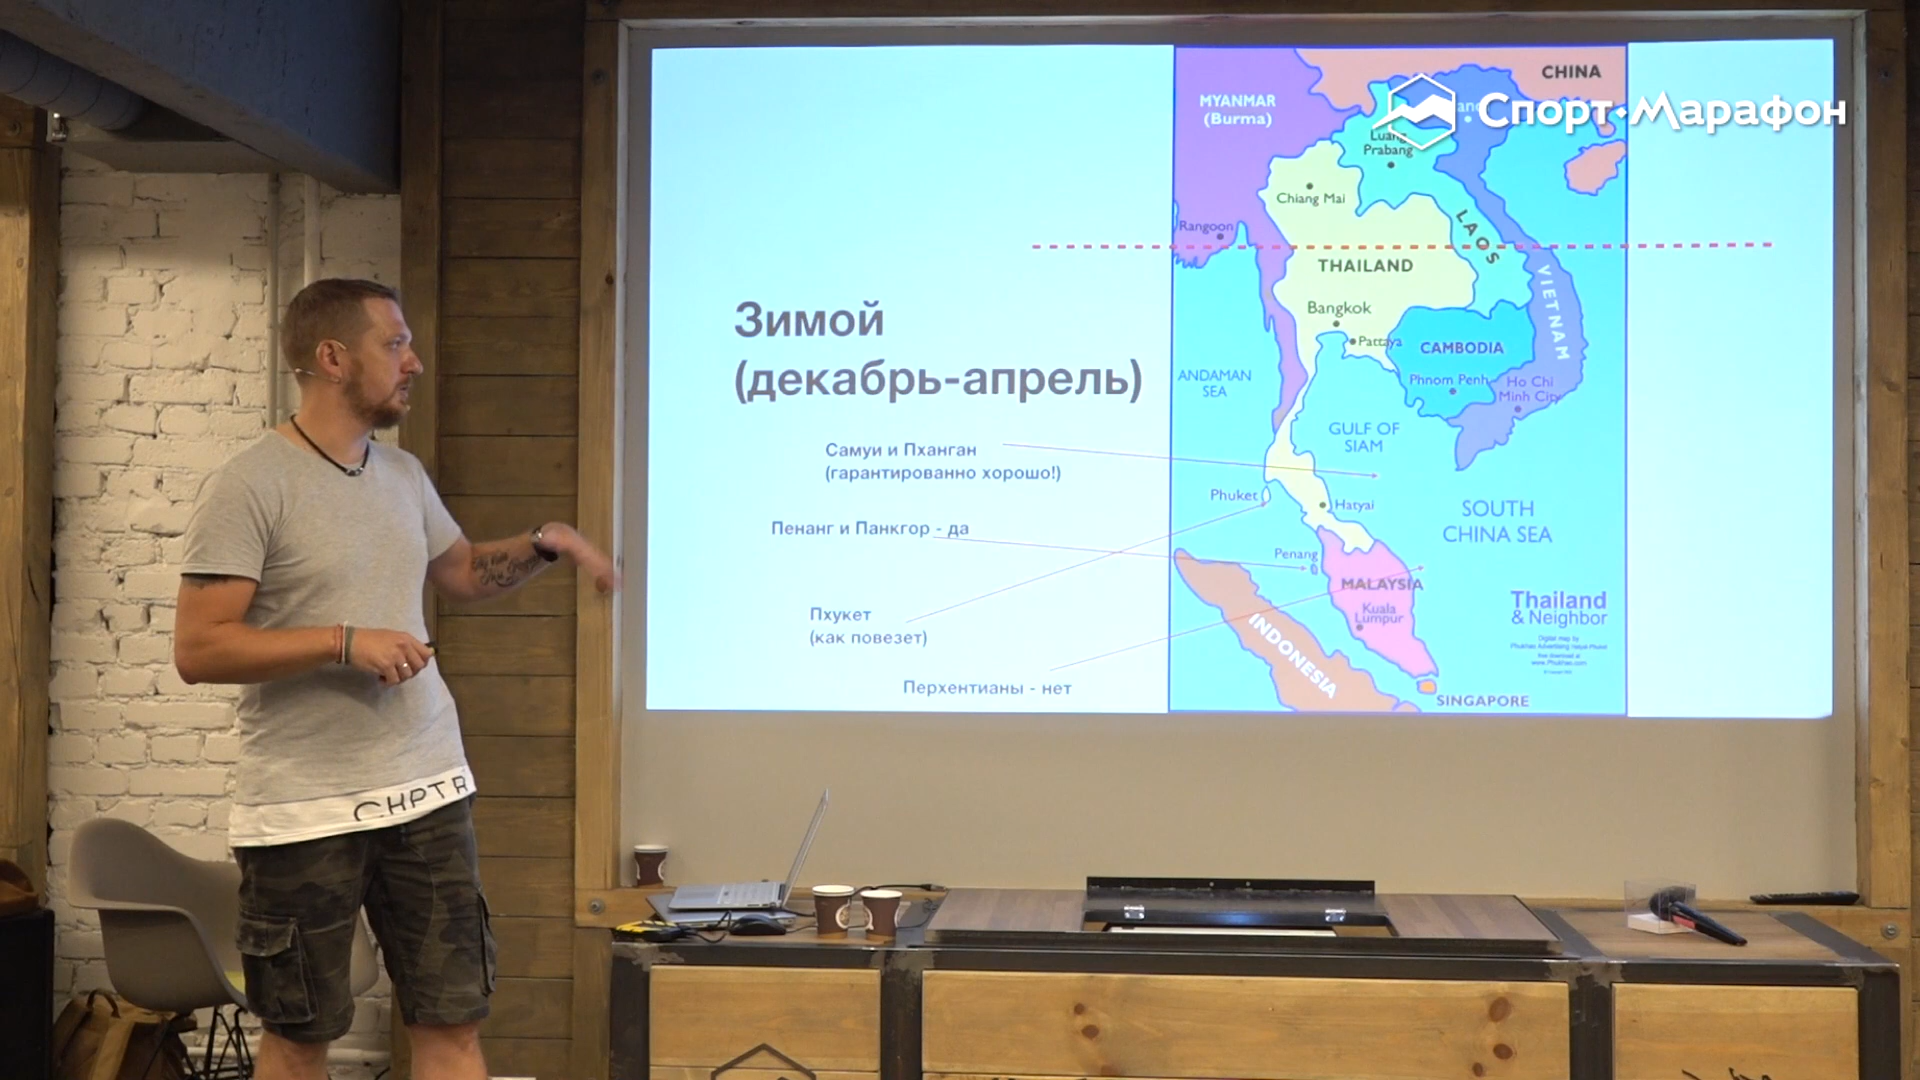 Спорт-Марафон
CHINA
MYANMAR
(Burma)
Luang
Prabang
Chiang Mai
Rangoon
LAOS
THAILAND
VIETNAM
Bangkok
Pattaya
CAMBODIA
Phnom Penh
Ho Chi
Minh City
ANDAMAN
SEA
GULF OF
SIAM
Phuket
Hatyai
SOUTH
CHINA SEA
Penang
MALAYSIA
Kuala
Lumpur
INDONESIA
SINGAPORE
Thailand
& Neighbor
Зимой
(декабрь-апрель)
Самуи и Пханган
(гарантированно хорошо!)
Пенанг и Панкгор - да
Пхукет
(как повезет)
Перхентианы - нет
CHPTR